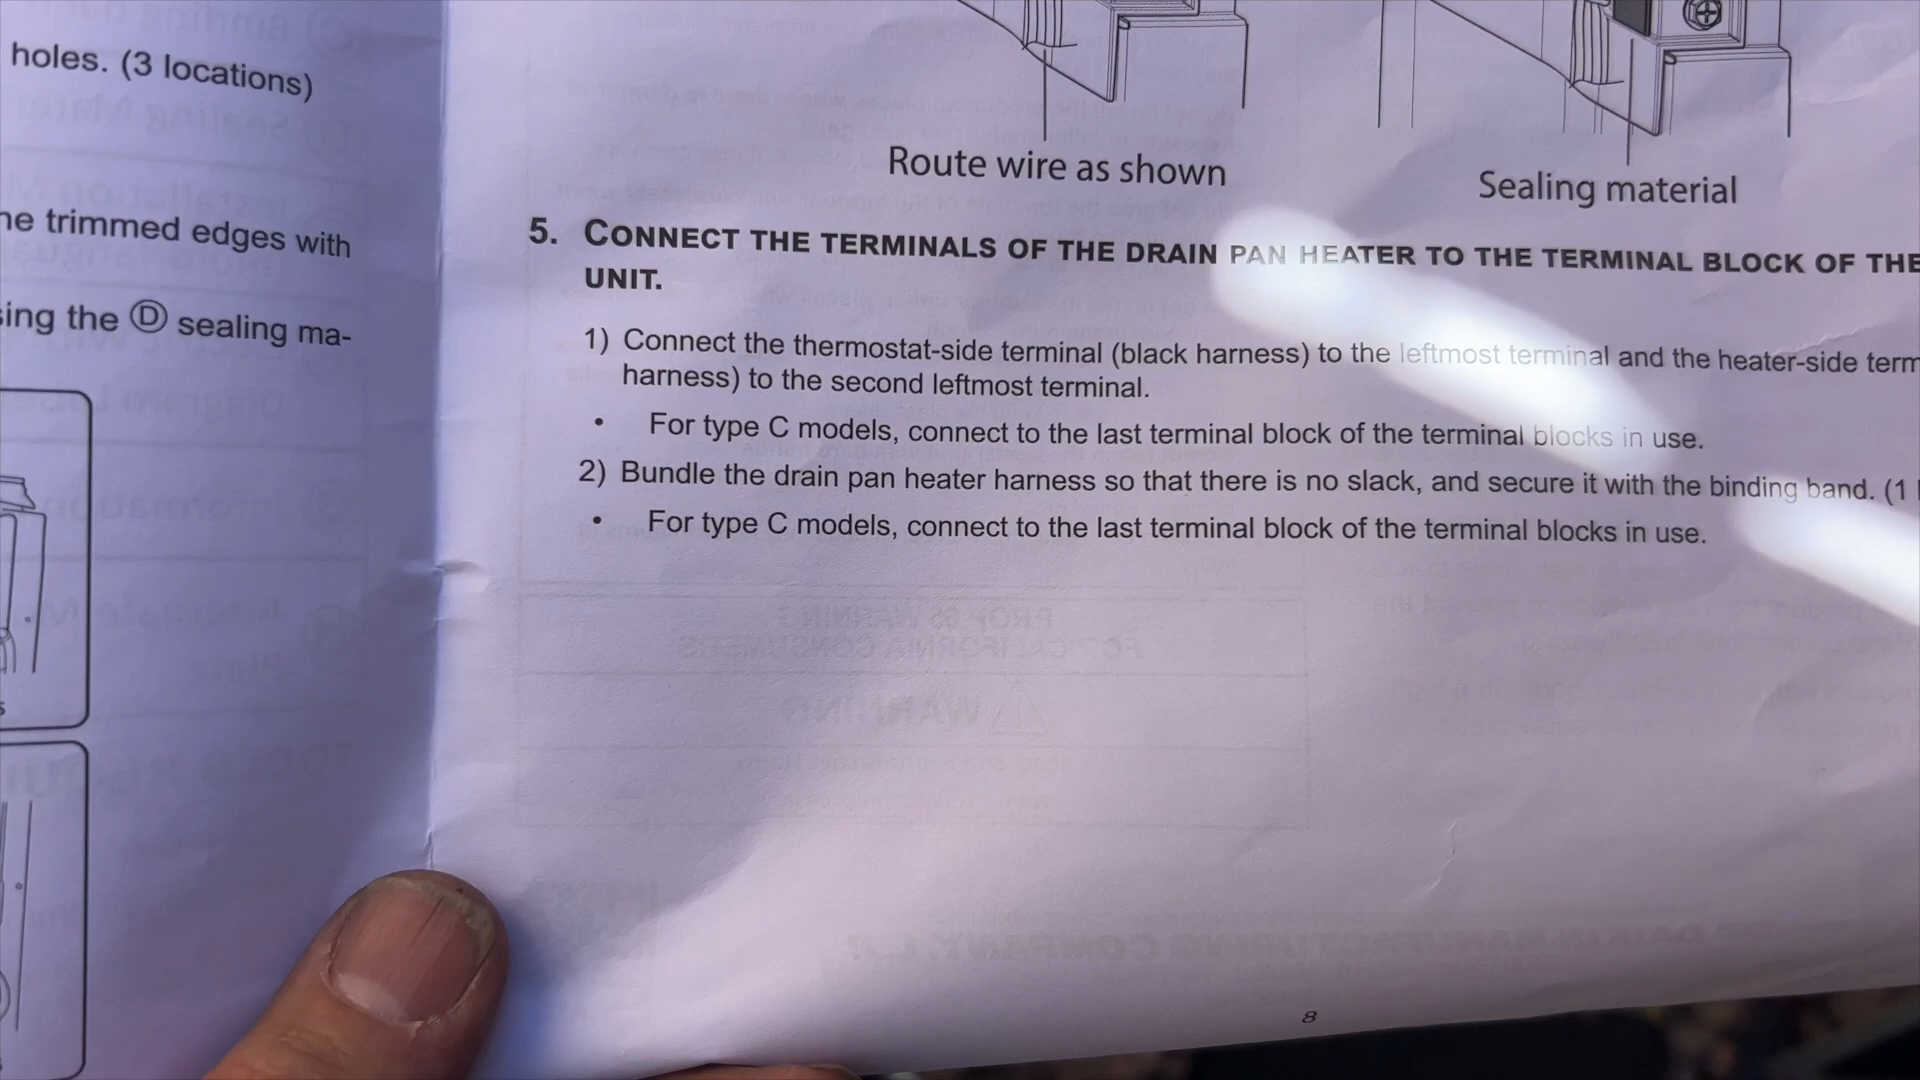 holes. (3 locations)
he trimmed edges with
sing the Ⓓ sealing ma-
Route wire as shown
Sealing material
5. CONNECT THE TERMINALS OF THE DRAIN PAN HEATER TO THE TERMINAL BLOCK OF THE
UNIT.
1) Connect the thermostat-side terminal (black harness) to the leftmost terminal and the heater-side term
harness) to the second leftmost terminal.
• For type C models, connect to the last terminal block of the terminal blocks in use.
2) Bundle the drain pan heater harness so that there is no slack, and secure it with the binding band. (1
• For type C models, connect to the last terminal block of the terminal blocks in use.
8